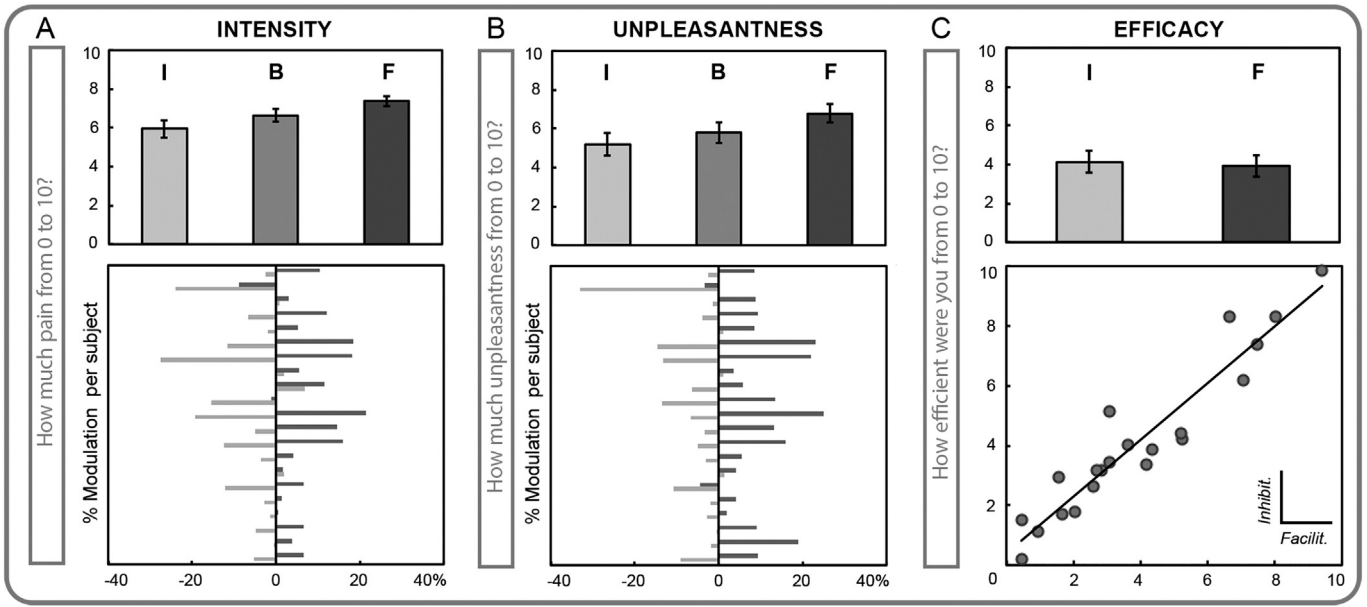 A
INTENSITY
How much pain from 0 to 10?
10
8
6
4
2
0
I
B
F
% Modulation per subject
-40
-20
0
20
40%
B
UNPLEASANTNESS
How much unpleasantness from 0 to 10?
10
8
6
4
2
0
I
B
F
% Modulation per subject
-40
-20
0
20
40%
C
EFFICACY
How efficient were you from 0 to 10?
10
8
6
4
2
0
I
F
10
8
6
4
2
0
2
4
6
8
10
Inhibit.
Facilit.